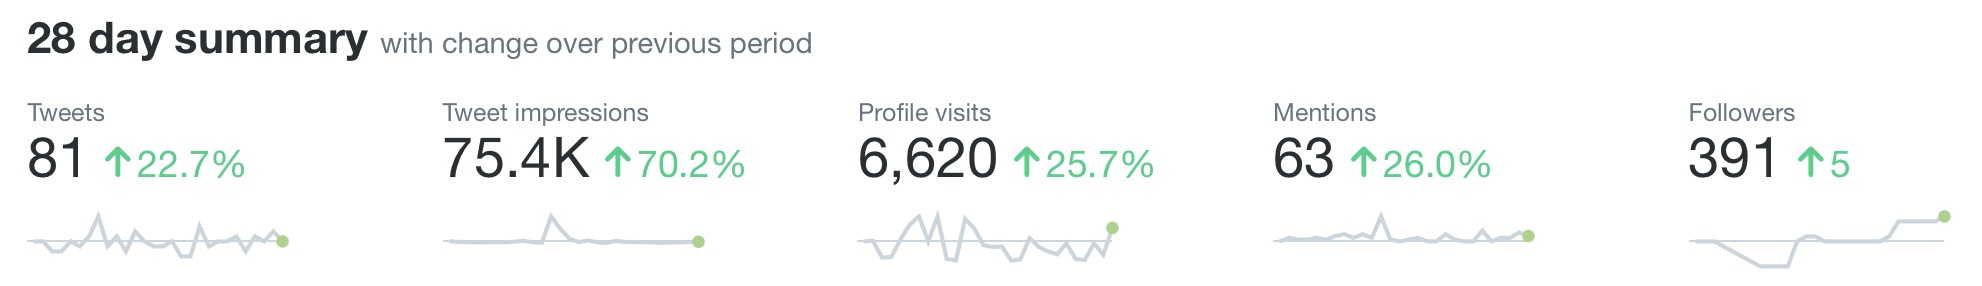 28 day summary with change over previous period
Tweets Tweet impressions Profile visits Mentions Followers
81 ↑22.7% 75.4K ↑70.2% 6,620 ↑25.7% 63 ↑26.0% 391 ↑5